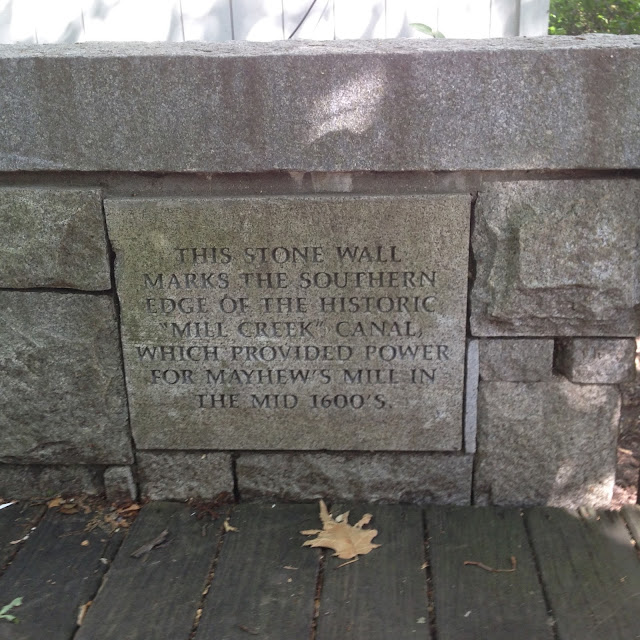 THIS STONE WALL
MARKS THE SOUTHERN
EDGE OF THE HISTORIC
"MILL CREEK" CANAL
WHICH PROVIDED POWER
FOR MAYHEW'S MILL IN
THE MID 1600'S.